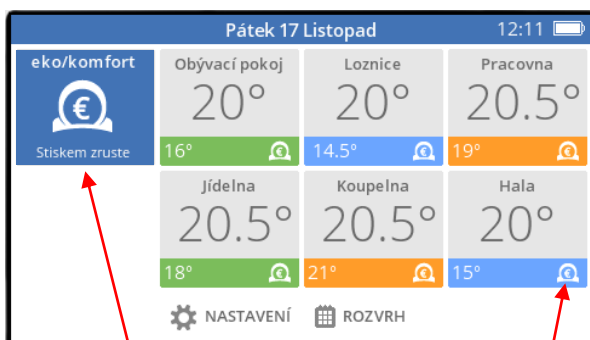 Pátek 17 Listopad 12:11
eko/komfort
€
Stiskem zruste
Obývací pokoj
20°
16° €
Loznice
20°
14.5° €
Pracovna
20.5°
19° €
Jídelna
20.5°
18° €
Koupelna
20.5°
21° €
Hala
20°
15° €
NASTAVENÍ ROZVRH